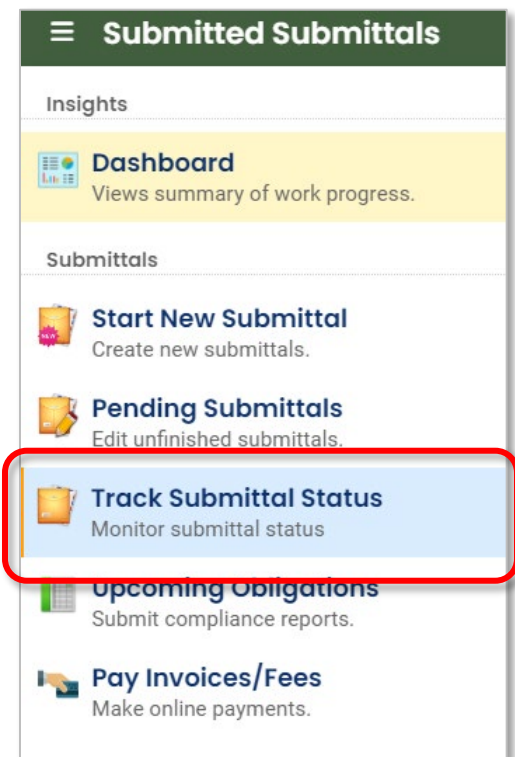 Submitted Submittals
Insights
Dashboard
Views summary of work progress.
Submittals
Start New Submittal
Create new submittals.
Pending Submittals
Edit unfinished submittals.
Track Submittal Status
Monitor submittal status
Upcoming Obligations
Submit compliance reports.
Pay Invoices/Fees
Make online payments.